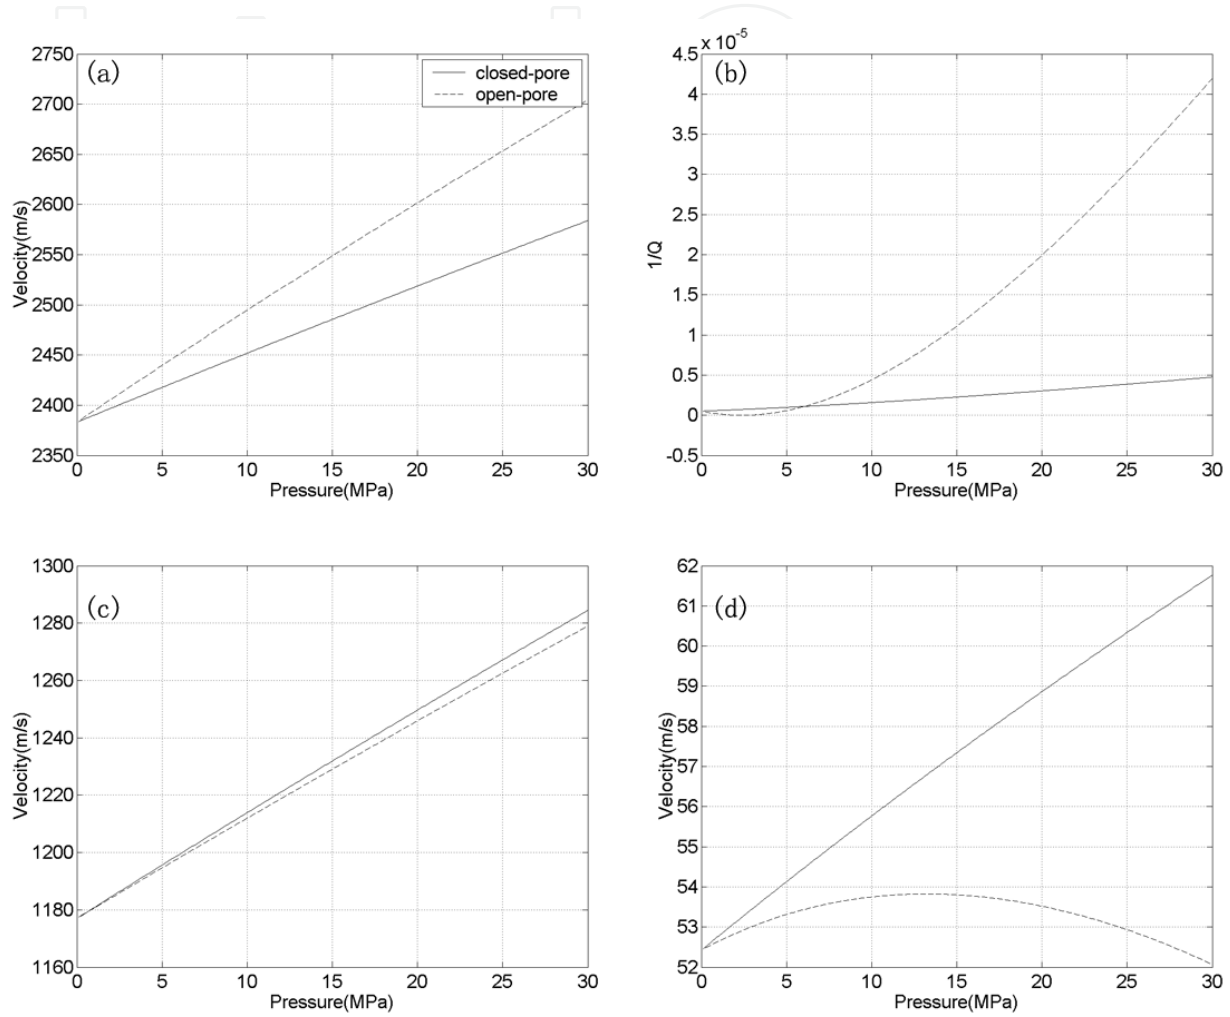 (a)
closed-pore
open-pore
2750
2700
2650
2600
2550
2500
2450
2400
2350
Velocity(m/s)
0 5 10 15 20 25 30
Pressure(MPa)
(b)
x 10⁻⁵
4.5
4
3.5
3
2.5
2
1.5
1
0.5
0
-0.5
1/Q
0 5 10 15 20 25 30
Pressure(MPa)
(c)
1300
1280
1260
1240
1220
1200
1180
1160
Velocity(m/s)
0 5 10 15 20 25 30
Pressure(MPa)
(d)
62
61
60
59
58
57
56
55
54
53
52
Velocity(m/s)
0 5 10 15 20 25 30
Pressure(MPa)